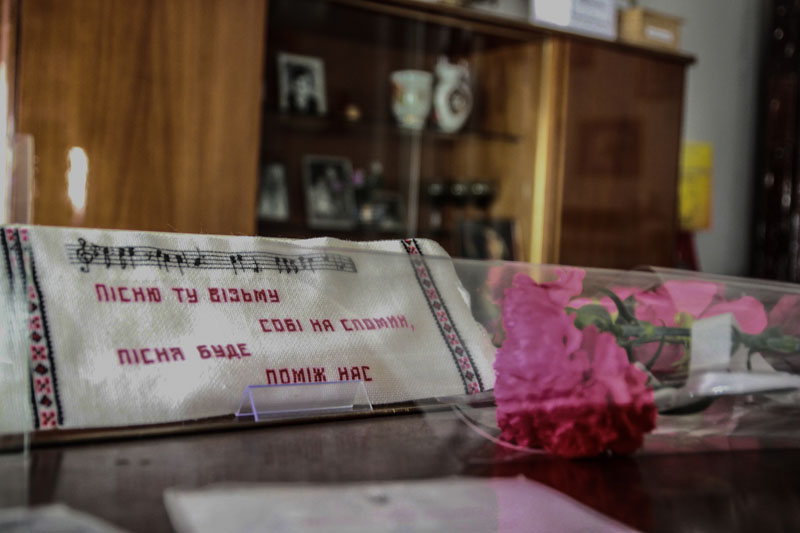 ПІСНЮ ТУ ВІЗЬМУ
СОБІ НА СПОМИН,
ПІСНЯ БУДЕ
ПОМІЖ НАС